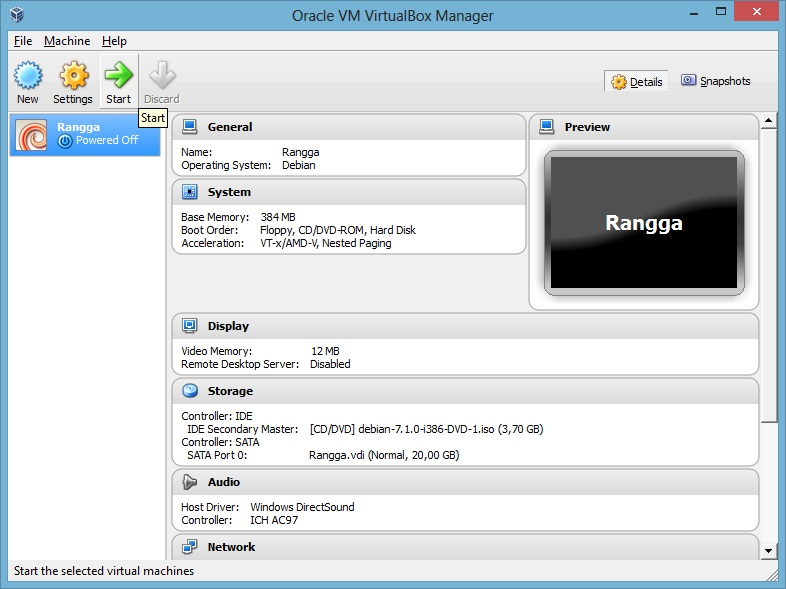 Oracle VM VirtualBox Manager
File Machine Help
New Settings Start Discard
Details Snapshots
Start
Rangga
Powered Off
General
Name: Rangga
Operating System: Debian
Preview
Rangga
System
Base Memory: 384 MB
Boot Order: Floppy, CD/DVD-ROM, Hard Disk
Acceleration: VT-x/AMD-V, Nested Paging
Display
Video Memory: 12 MB
Remote Desktop Server: Disabled
Storage
Controller: IDE
IDE Secondary Master: [CD/DVD] debian-7.1.0-i386-DVD-1.iso (3,70 GB)
Controller: SATA
SATA Port 0: Rangga.vdi (Normal, 20,00 GB)
Audio
Host Driver: Windows DirectSound
Controller: ICH AC97
Network
Start the selected virtual machines